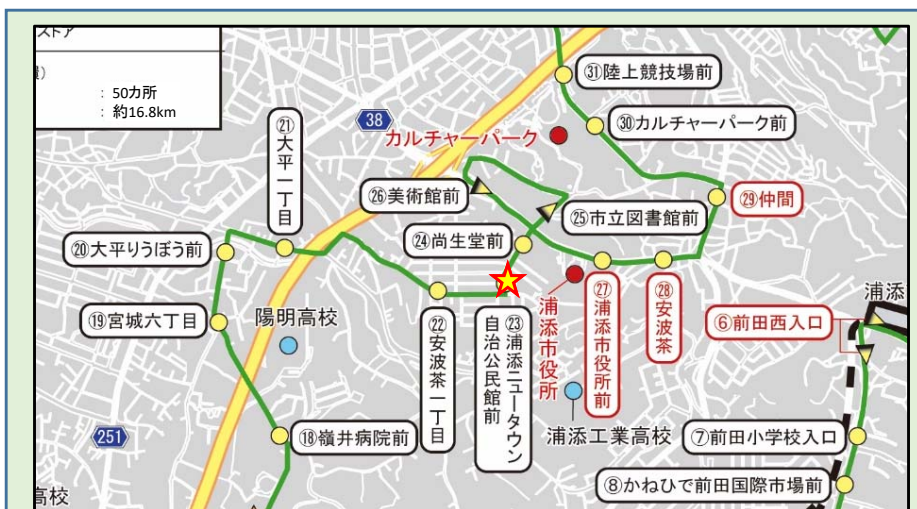 ストア
: 50カ所
: 約16.8km
㉛陸上競技場前
38
㉚カルチャーパーク前
カルチャーパーク
㉑大平一丁目
㉖美術館前
㉙仲間
㉕市立図書館前
㉔尚生堂前
⑳大平りうぼう前
浦添
⑲宮城六丁目
陽明高校
⑥前田西入口
㉒安波茶一丁目
㉓浦添ニュータウン
自治公民館前
浦添市役所
㉗浦添市役所前
㉘安波茶
浦添工業高校
251
⑱嶺井病院前
⑦前田小学校入口
⑧かねひで前田国際市場前
高校